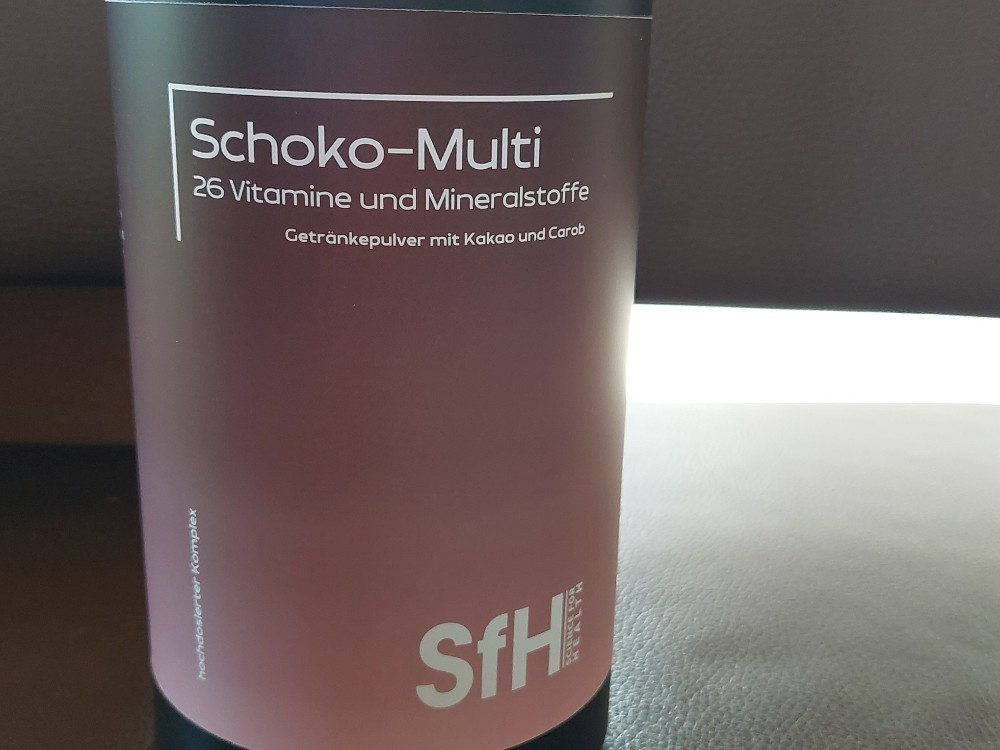 Schoko-Multi
26 Vitamine und Mineralstoffe
Getränkepulver mit Kakao und Carob
hochdosierter Komplex
SfH
SCIENCE FOR
HEALTH